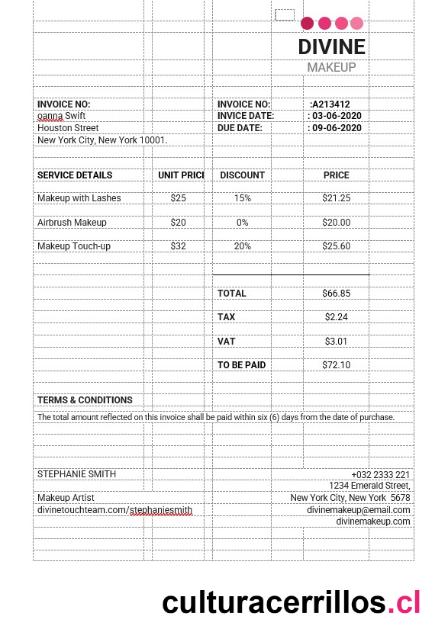 DIVINE
MAKEUP
INVOICE NO:
oanna Swift
Houston Street
New York City, New York 10001.
INVOICE NO: :A213412
INVICE DATE: : 03-06-2020
DUE DATE: : 09-06-2020
SERVICE DETAILS UNIT PRICI DISCOUNT PRICE
Makeup with Lashes $25 15% $21.25
Airbrush Makeup $20 0% $20.00
Makeup Touch-up $32 20% $25.60
TOTAL $66.85
TAX $2.24
VAT $3.01
TO BE PAID $72.10
TERMS & CONDITIONS
The total amount reflected on this invoice shall be paid within six (6) days from the date of purchase.
STEPHANIE SMITH
Makeup Artist
divinetouchteam.com/stephaniesmith
+032 2333 221
1234 Emerald Street,
New York City, New York 5678
divinemakeup@email.com
divinemakeup.com
culturacerrillos.cl